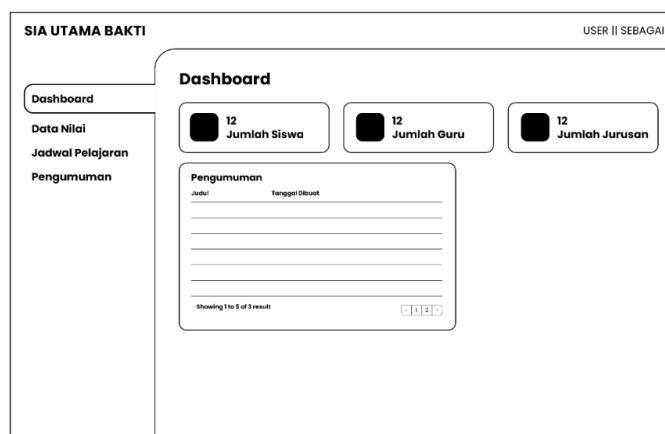 SIA UTAMA BAKTI
USER || SEBAGAI
Dashboard
Data Nilai
Jadwal Pelajaran
Pengumuman
Dashboard
12
Jumlah Siswa
12
Jumlah Guru
12
Jumlah Jurusan
Pengumuman
Judul Tanggal Dibuat
Showing 1 to 5 of 3 result
‹ 1 2 ›